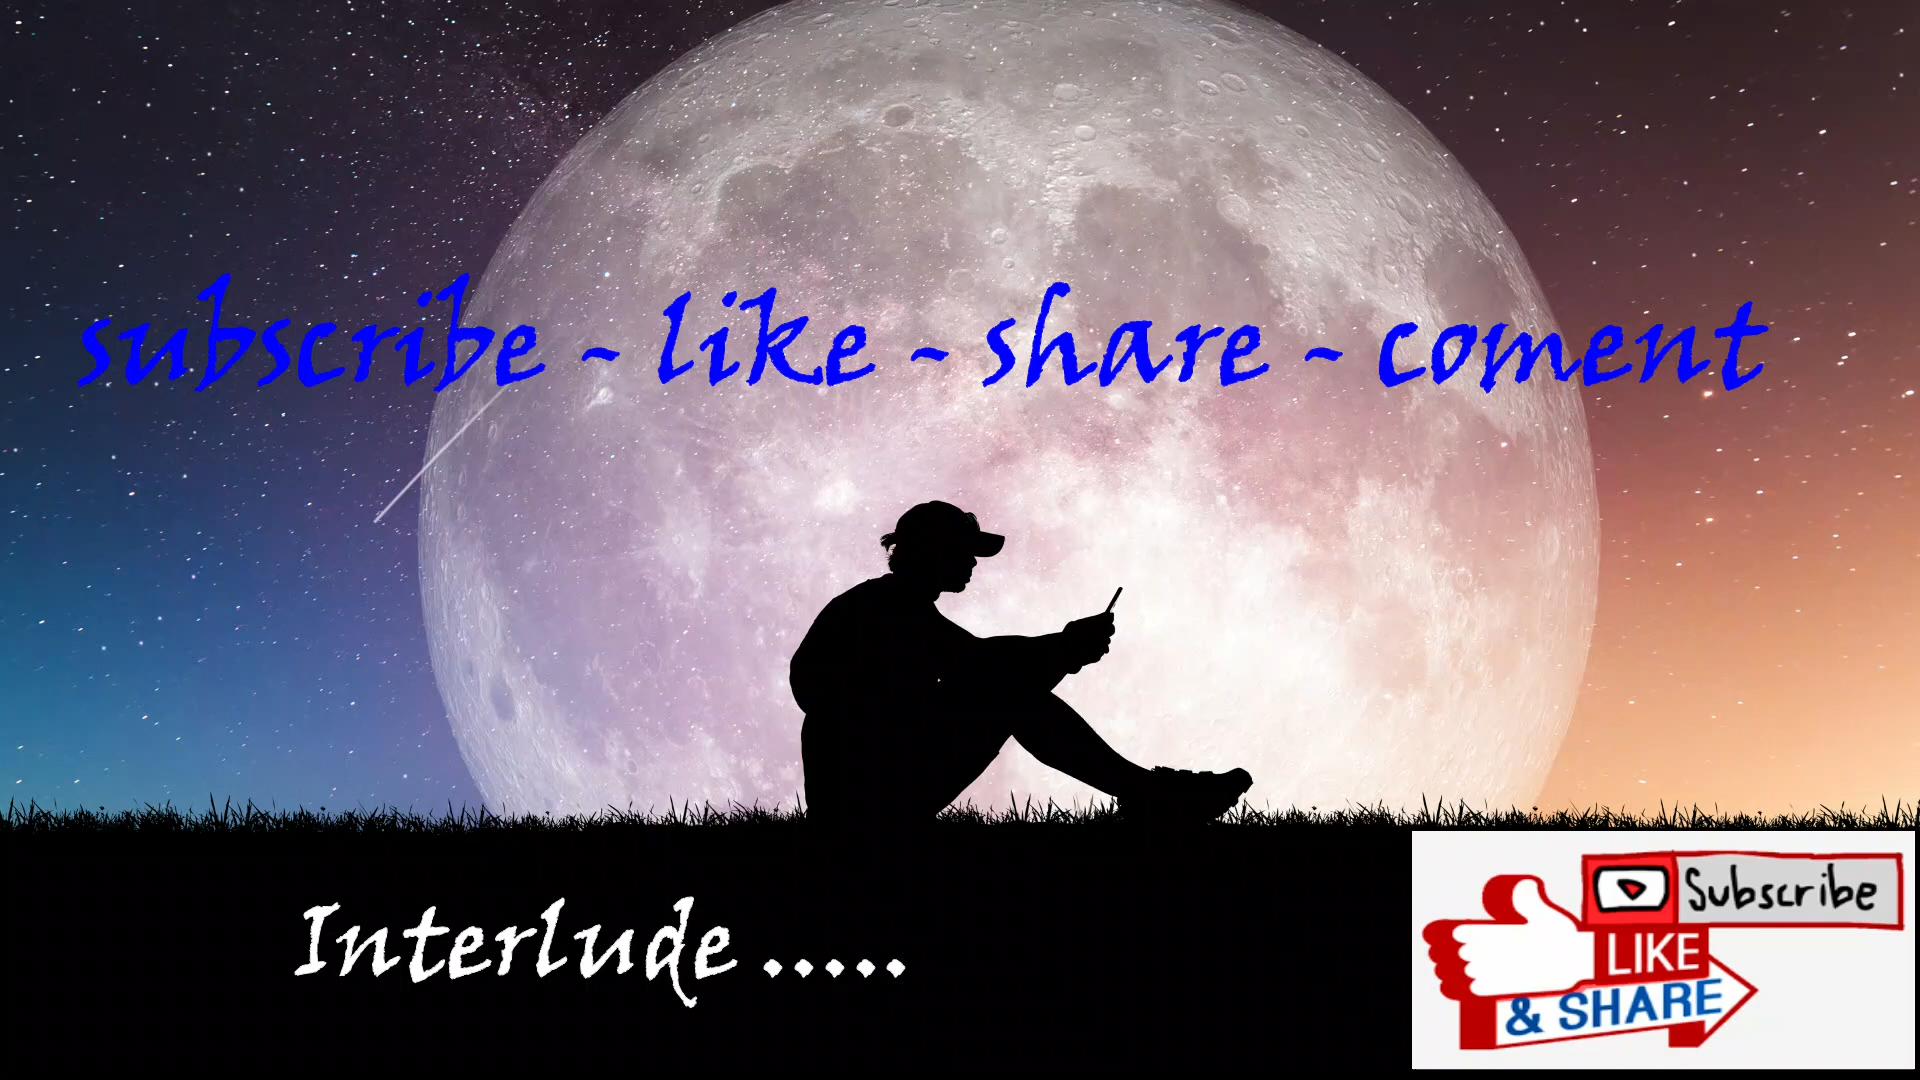 subscribe - like - share - coment
Interlude .....
Subscribe
LIKE
& SHARE